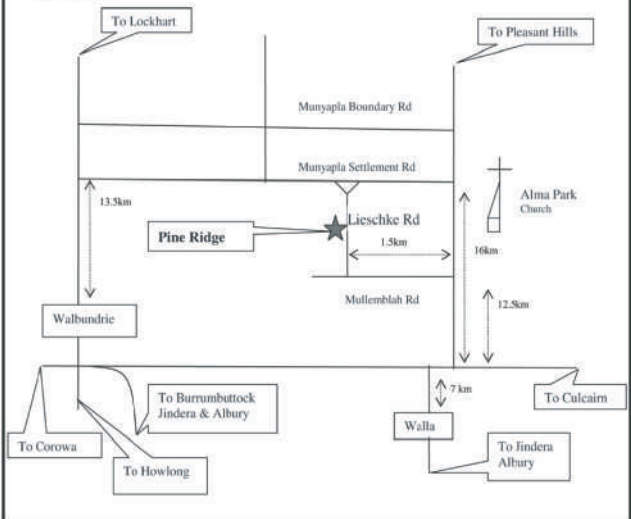 To Lockhart
To Pleasant Hills
Munyapla Boundary Rd
Munyapla Settlement Rd
13.5km
Alma Park
Church
Lieschke Rd
Pine Ridge
1.5km
16km
Mullemblah Rd
12.5km
Walbundrie
To Burrumbuttock
Jindera & Albury
7 km
To Culcairn
Walla
To Corowa
To Howlong
To Jindera
Albury